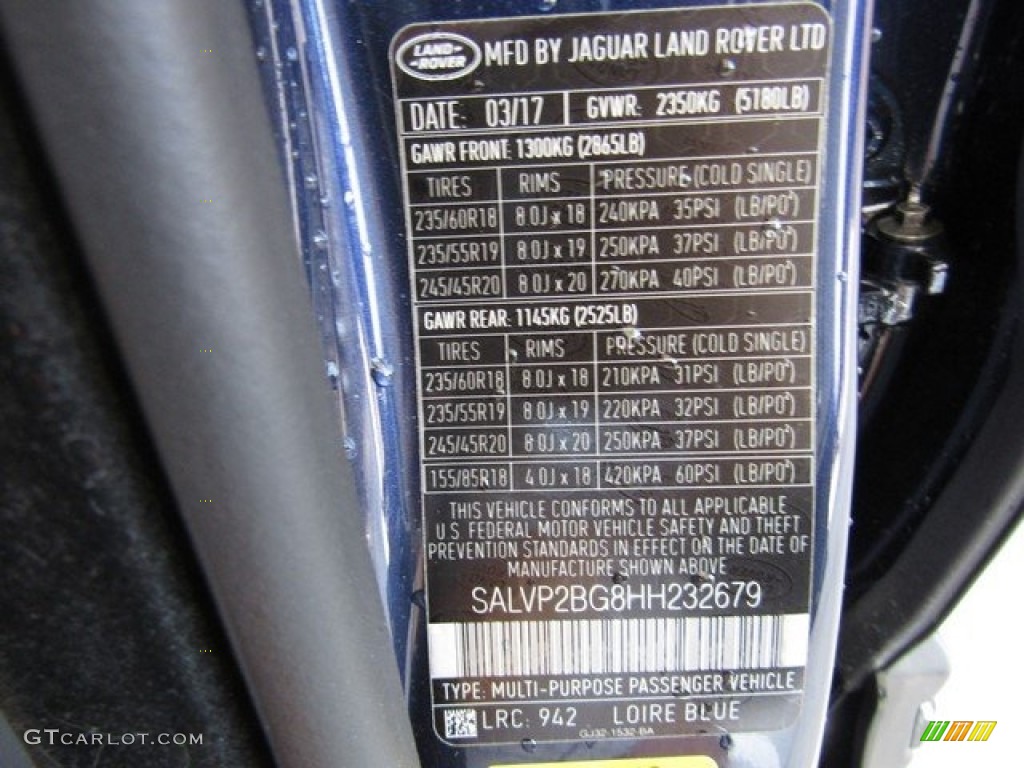 LAND-
-ROVER
MFD BY JAGUAR LAND ROVER LTD
DATE: 03/17 GVWR: 2350KG (5180LB)
GAWR FRONT: 1300KG (2865LB)
TIRES RIMS PRESSURE (COLD SINGLE)
235/60R18 8.0J x 18 240KPA 35PSI (LB/PO²)
235/55R19 8.0J x 19 250KPA 37PSI (LB/PO²)
245/45R20 8.0J x 20 270KPA 40PSI (LB/PO²)
GAWR REAR: 1145KG (2525LB)
TIRES RIMS PRESSURE (COLD SINGLE)
235/60R18 8.0J x 18 210KPA 31PSI (LB/PO²)
235/55R19 8.0J x 19 220KPA 32PSI (LB/PO²)
245/45R20 8.0J x 20 250KPA 37PSI (LB/PO²)
155/85R18 4.0J x 18 420KPA 60PSI (LB/PO²)
THIS VEHICLE CONFORMS TO ALL APPLICABLE
U.S. FEDERAL MOTOR VEHICLE SAFETY AND THEFT
PREVENTION STANDARDS IN EFFECT ON THE DATE OF
MANUFACTURE SHOWN ABOVE
SALVP2BG8HH232679
TYPE: MULTI-PURPOSE PASSENGER VEHICLE
LRC: 942 LOIRE BLUE
GJ32-1532-BA
GTCARLOT.COM